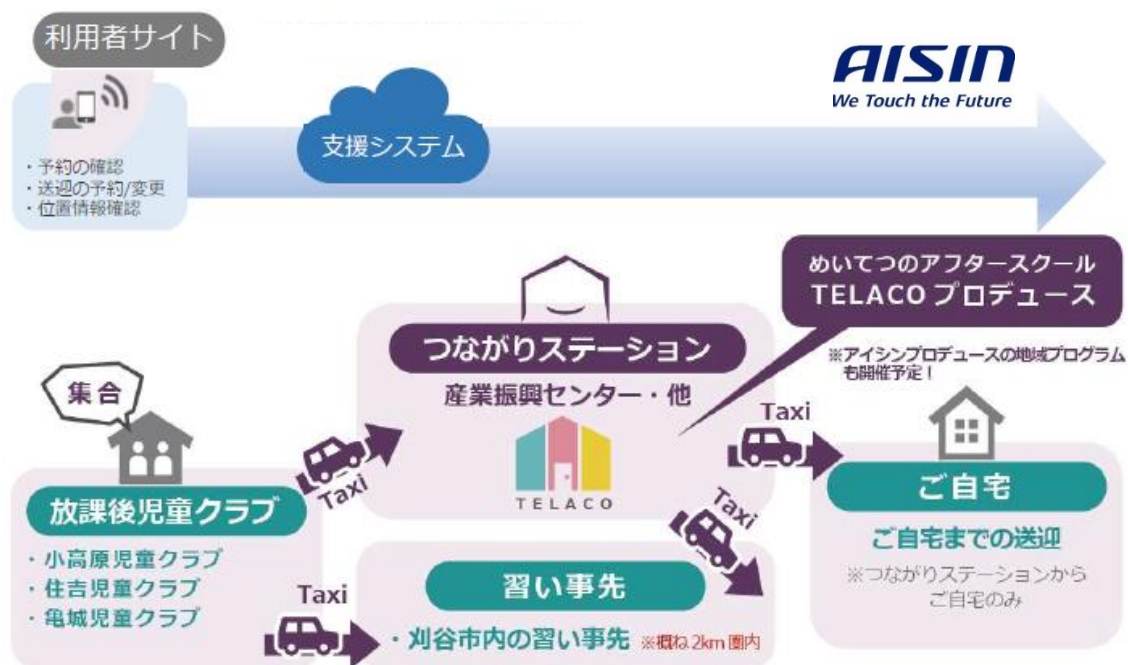 利用者サイト
・予約の確認
・送迎の予約/変更
・位置情報確認
支援システム
AISIN
We Touch the Future
めいてつのアフタースクール
TELACO プロデュース
※アイシンプロデュースの地域プログラム
も開催予定！
つながりステーション
産業振興センター・他
TELACO
集合
放課後児童クラブ
・小高原児童クラブ
・住吉児童クラブ
・亀城児童クラブ
Taxi
Taxi
Taxi
Taxi
習い事先
・刈谷市内の習い事先 ※概ね2km圏内
ご自宅
ご自宅までの送迎
※つながりステーションから
ご自宅のみ